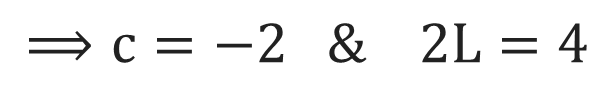 ⟹ c = −2 & 2L = 4